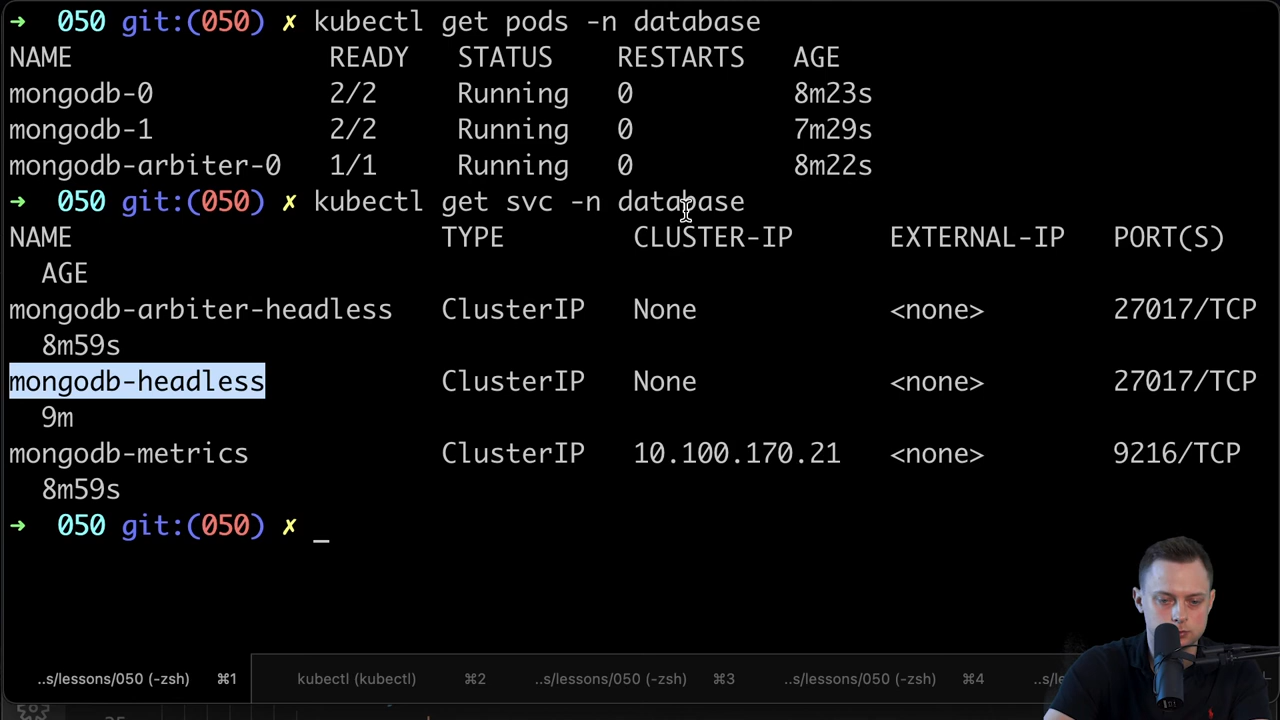 ➜  050 git:(050) ✗ kubectl get pods -n database
NAME                READY   STATUS    RESTARTS   AGE
mongodb-0           2/2     Running   0          8m23s
mongodb-1           2/2     Running   0          7m29s
mongodb-arbiter-0   1/1     Running   0          8m22s
➜  050 git:(050) ✗ kubectl get svc -n database
NAME                       TYPE        CLUSTER-IP      EXTERNAL-IP   PORT(S)
  AGE
mongodb-arbiter-headless   ClusterIP   None            <none>        27017/TCP
  8m59s
mongodb-headless           ClusterIP   None            <none>        27017/TCP
  9m
mongodb-metrics            ClusterIP   10.100.170.21   <none>        9216/TCP
  8m59s
➜  050 git:(050) ✗ _
..s/lessons/050 (-zsh) ⌘1 kubectl (kubectl) ⌘2 ..s/lessons/050 (-zsh) ⌘3 ..s/lessons/050 (-zsh) ⌘4